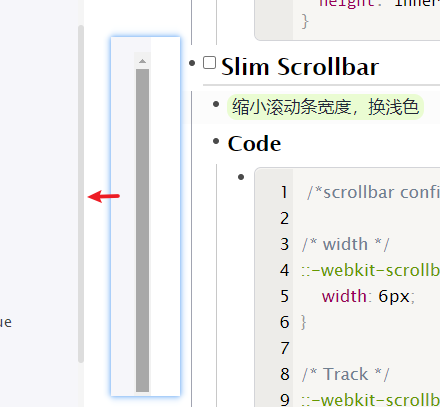 height: inner
}
Slim Scrollbar
缩小滚动条宽度，换浅色
Code
1 /*scrollbar confi
2
3 /* width */
4 ::-webkit-scrollb
5 width: 6px;
6 }
7
8 /* Track */
9 ::-webkit-scrollb
ue